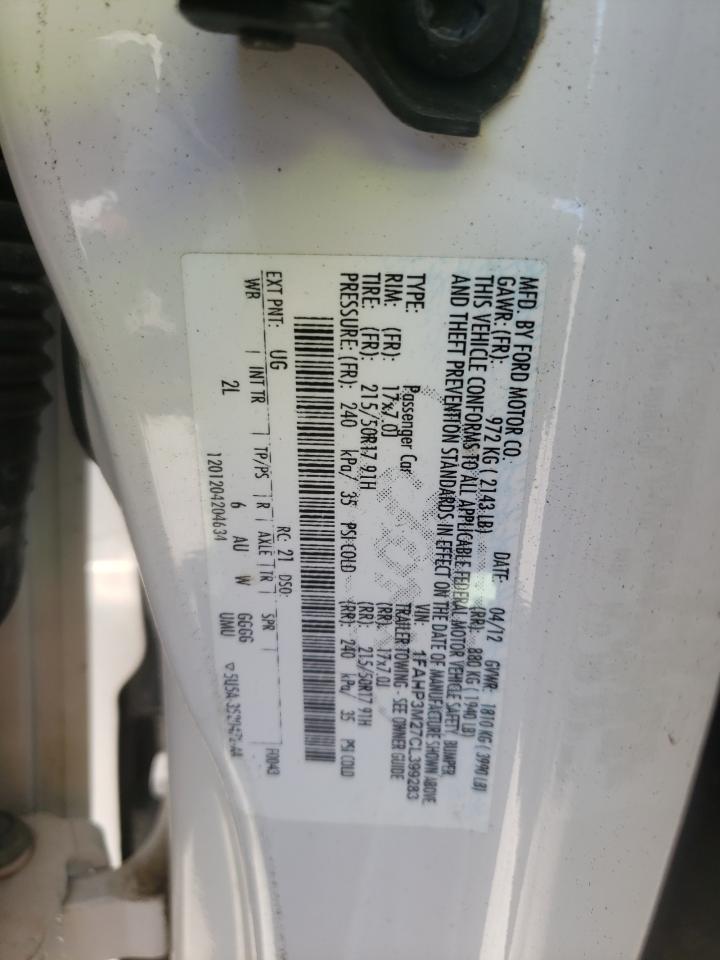 MFD. BY FORD MOTOR CO.
DATE: 04/12 GVWR: 1810 KG ( 3990 LB)
GAWR: (FR): 972 KG ( 2143 LB) (RR): 880 KG ( 1940 LB)
THIS VEHICLE CONFORMS TO ALL APPLICABLE FEDERAL MOTOR VEHICLE SAFETY, BUMPER,
AND THEFT PREVENTION STANDARDS IN EFFECT ON THE DATE OF MANUFACTURE SHOWN ABOVE
VIN: 1FAHP3M27CL399283
TYPE: Passenger Car TRAILER TOWING - SEE OWNER GUIDE
RIM: (FR): 17x7.0J (RR): 17x7.0J
TIRE: (FR): 215/50R17 91H (RR): 215/50R17 91H
PRESSURE: (FR): 240 kPa/ 35 PSI COLD (RR): 240 kPa/ 35 PSI COLD
EXT PNT: UG RC: 21 DSO: F0043
WB INT TR TP/PS R AXLE TR SPR
2L 6 AU W GGGG
UMU
1201204204634